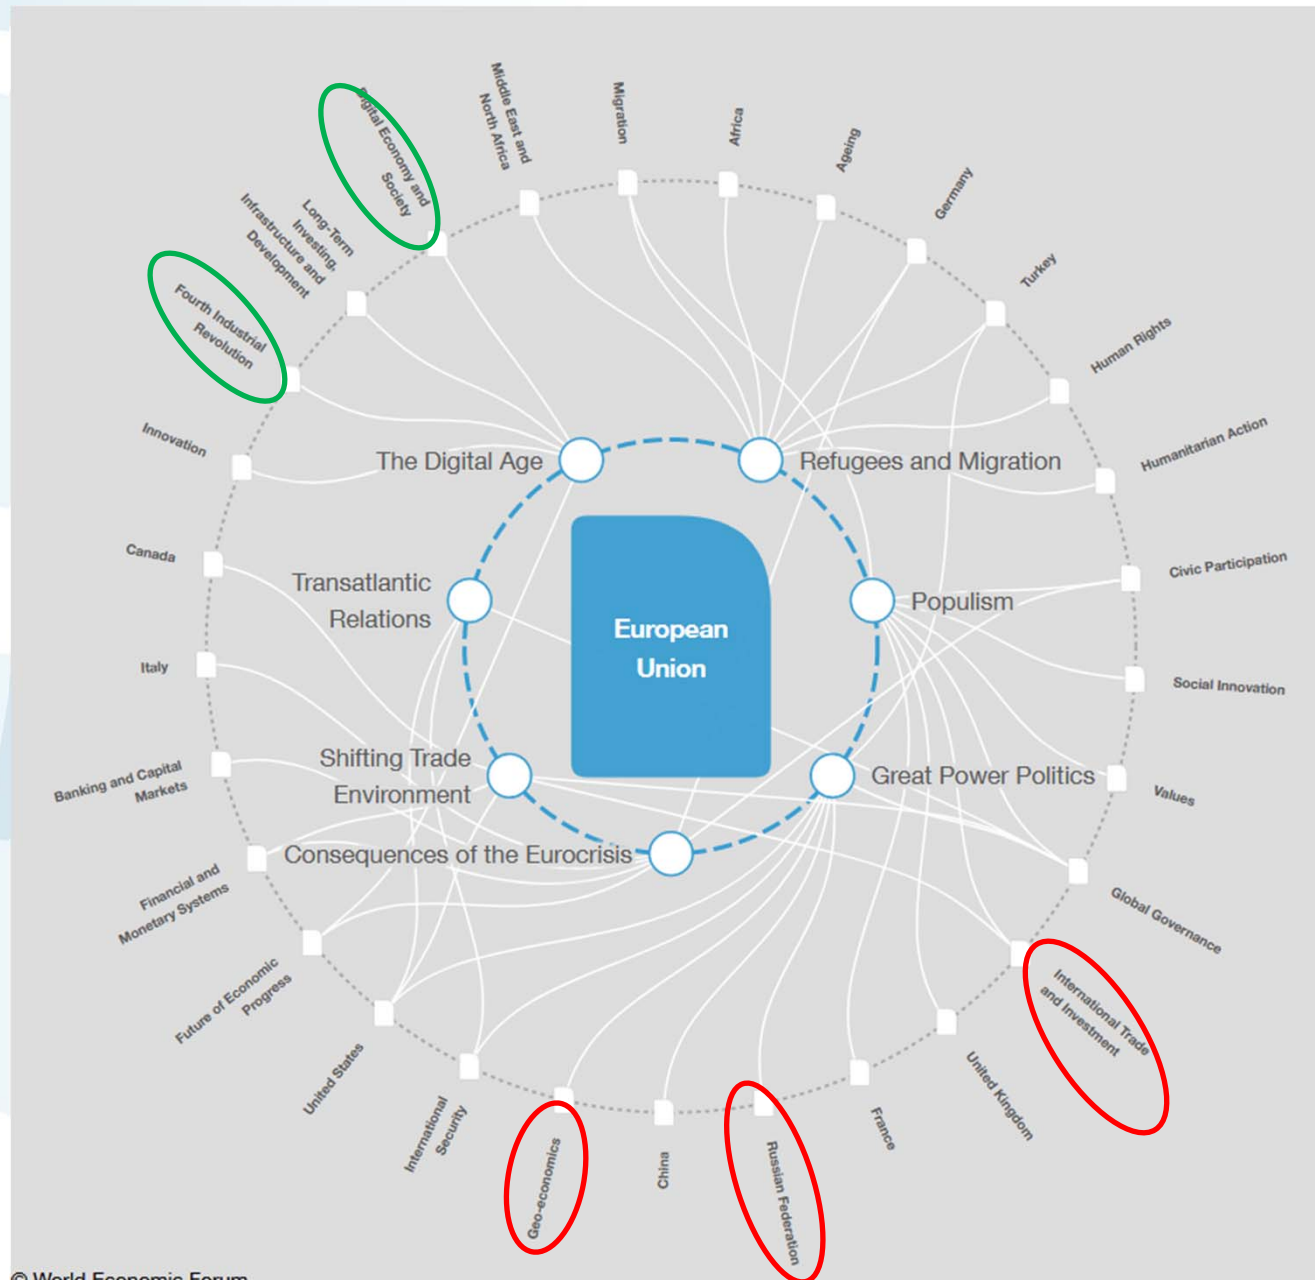 Middle East and
North Africa
Migration
Africa
Ageing
Germany
Turkey
Human Rights
Humanitarian Action
Civic Participation
Social Innovation
Values
Global Governance
International Trade
and Investment
United Kingdom
France
Russian Federation
China
Geo-economics
International
Security
United States
Future of Economic
Progress
Financial and
Monetary Systems
Banking and Capital
Markets
Italy
Canada
Innovation
Fourth Industrial
Revolution
Long-Term
Investing,
Infrastructure and
Development
Digital Economy and
Society
The Digital Age
Refugees and Migration
Transatlantic
Relations
Populism
European
Union
Shifting Trade
Environment
Great Power Politics
Consequences of the Eurocrisis
© World Economic Forum